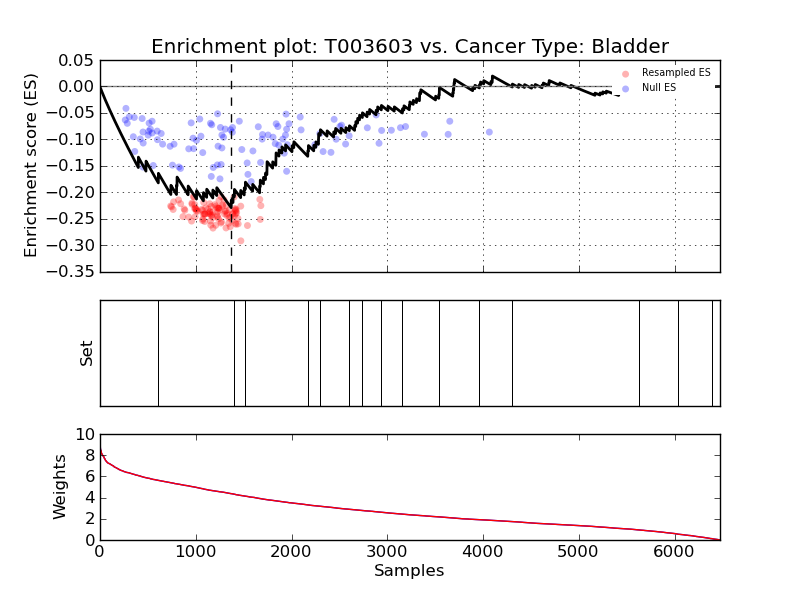 Enrichment plot: T003603 vs. Cancer Type: Bladder
0.05
0.00
−0.05
−0.10
−0.15
−0.20
−0.25
−0.30
−0.35
Enrichment score (ES)
Resampled ES
Null ES
Set
10
8
6
4
2
0
Weights
0 1000 2000 3000 4000 5000 6000
Samples